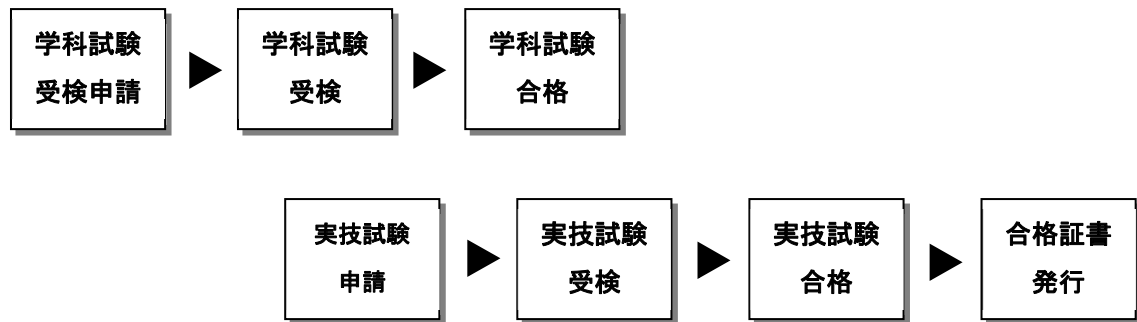 学科試験
受検申請
学科試験
受検
学科試験
合格
実技試験
申請
実技試験
受検
実技試験
合格
合格証書
発行